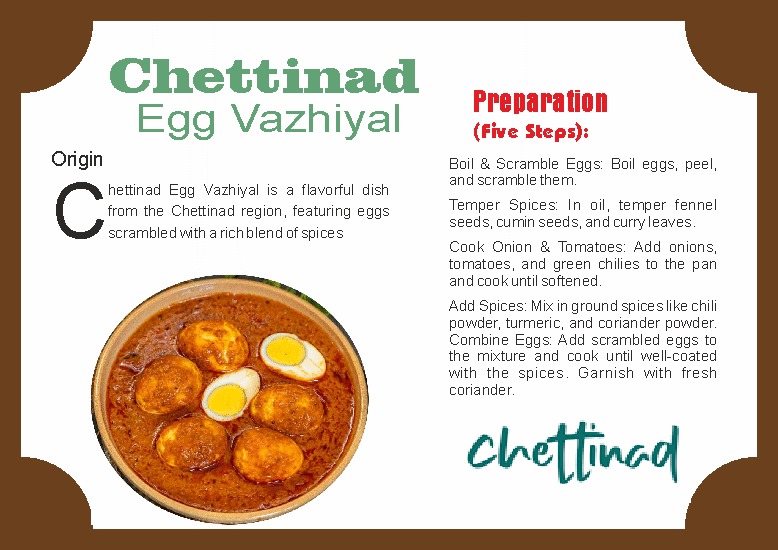 Chettinad
Egg Vazhiyal
Origin
Chettinad Egg Vazhiyal is a flavorful dish
from the Chettinad region, featuring eggs
scrambled with a rich blend of spices
Preparation
(Five Steps):
Boil & Scramble Eggs: Boil eggs, peel,
and scramble them.
Temper Spices: In oil, temper fennel
seeds, cumin seeds, and curry leaves.
Cook Onion & Tomatoes: Add onions,
tomatoes, and green chilies to the pan
and cook until softened.
Add Spices: Mix in ground spices like chili
powder, turmeric, and coriander powder.
Combine Eggs: Add scrambled eggs to
the mixture and cook until well-coated
with the spices. Garnish with fresh
coriander.
chettinad